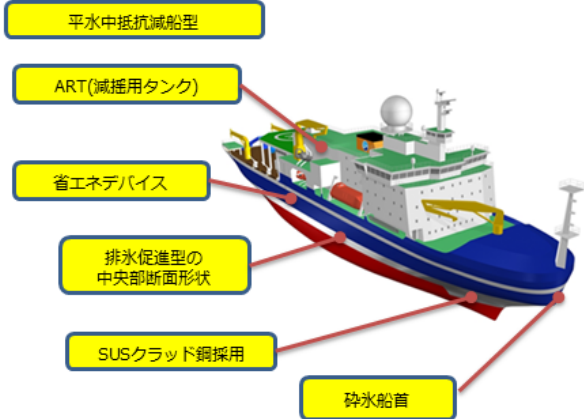 平水中抵抗減船型
ART(減揺用タンク)
省エネデバイス
排氷促進型の
中央部断面形状
SUSクラッド鋼採用
砕氷船首